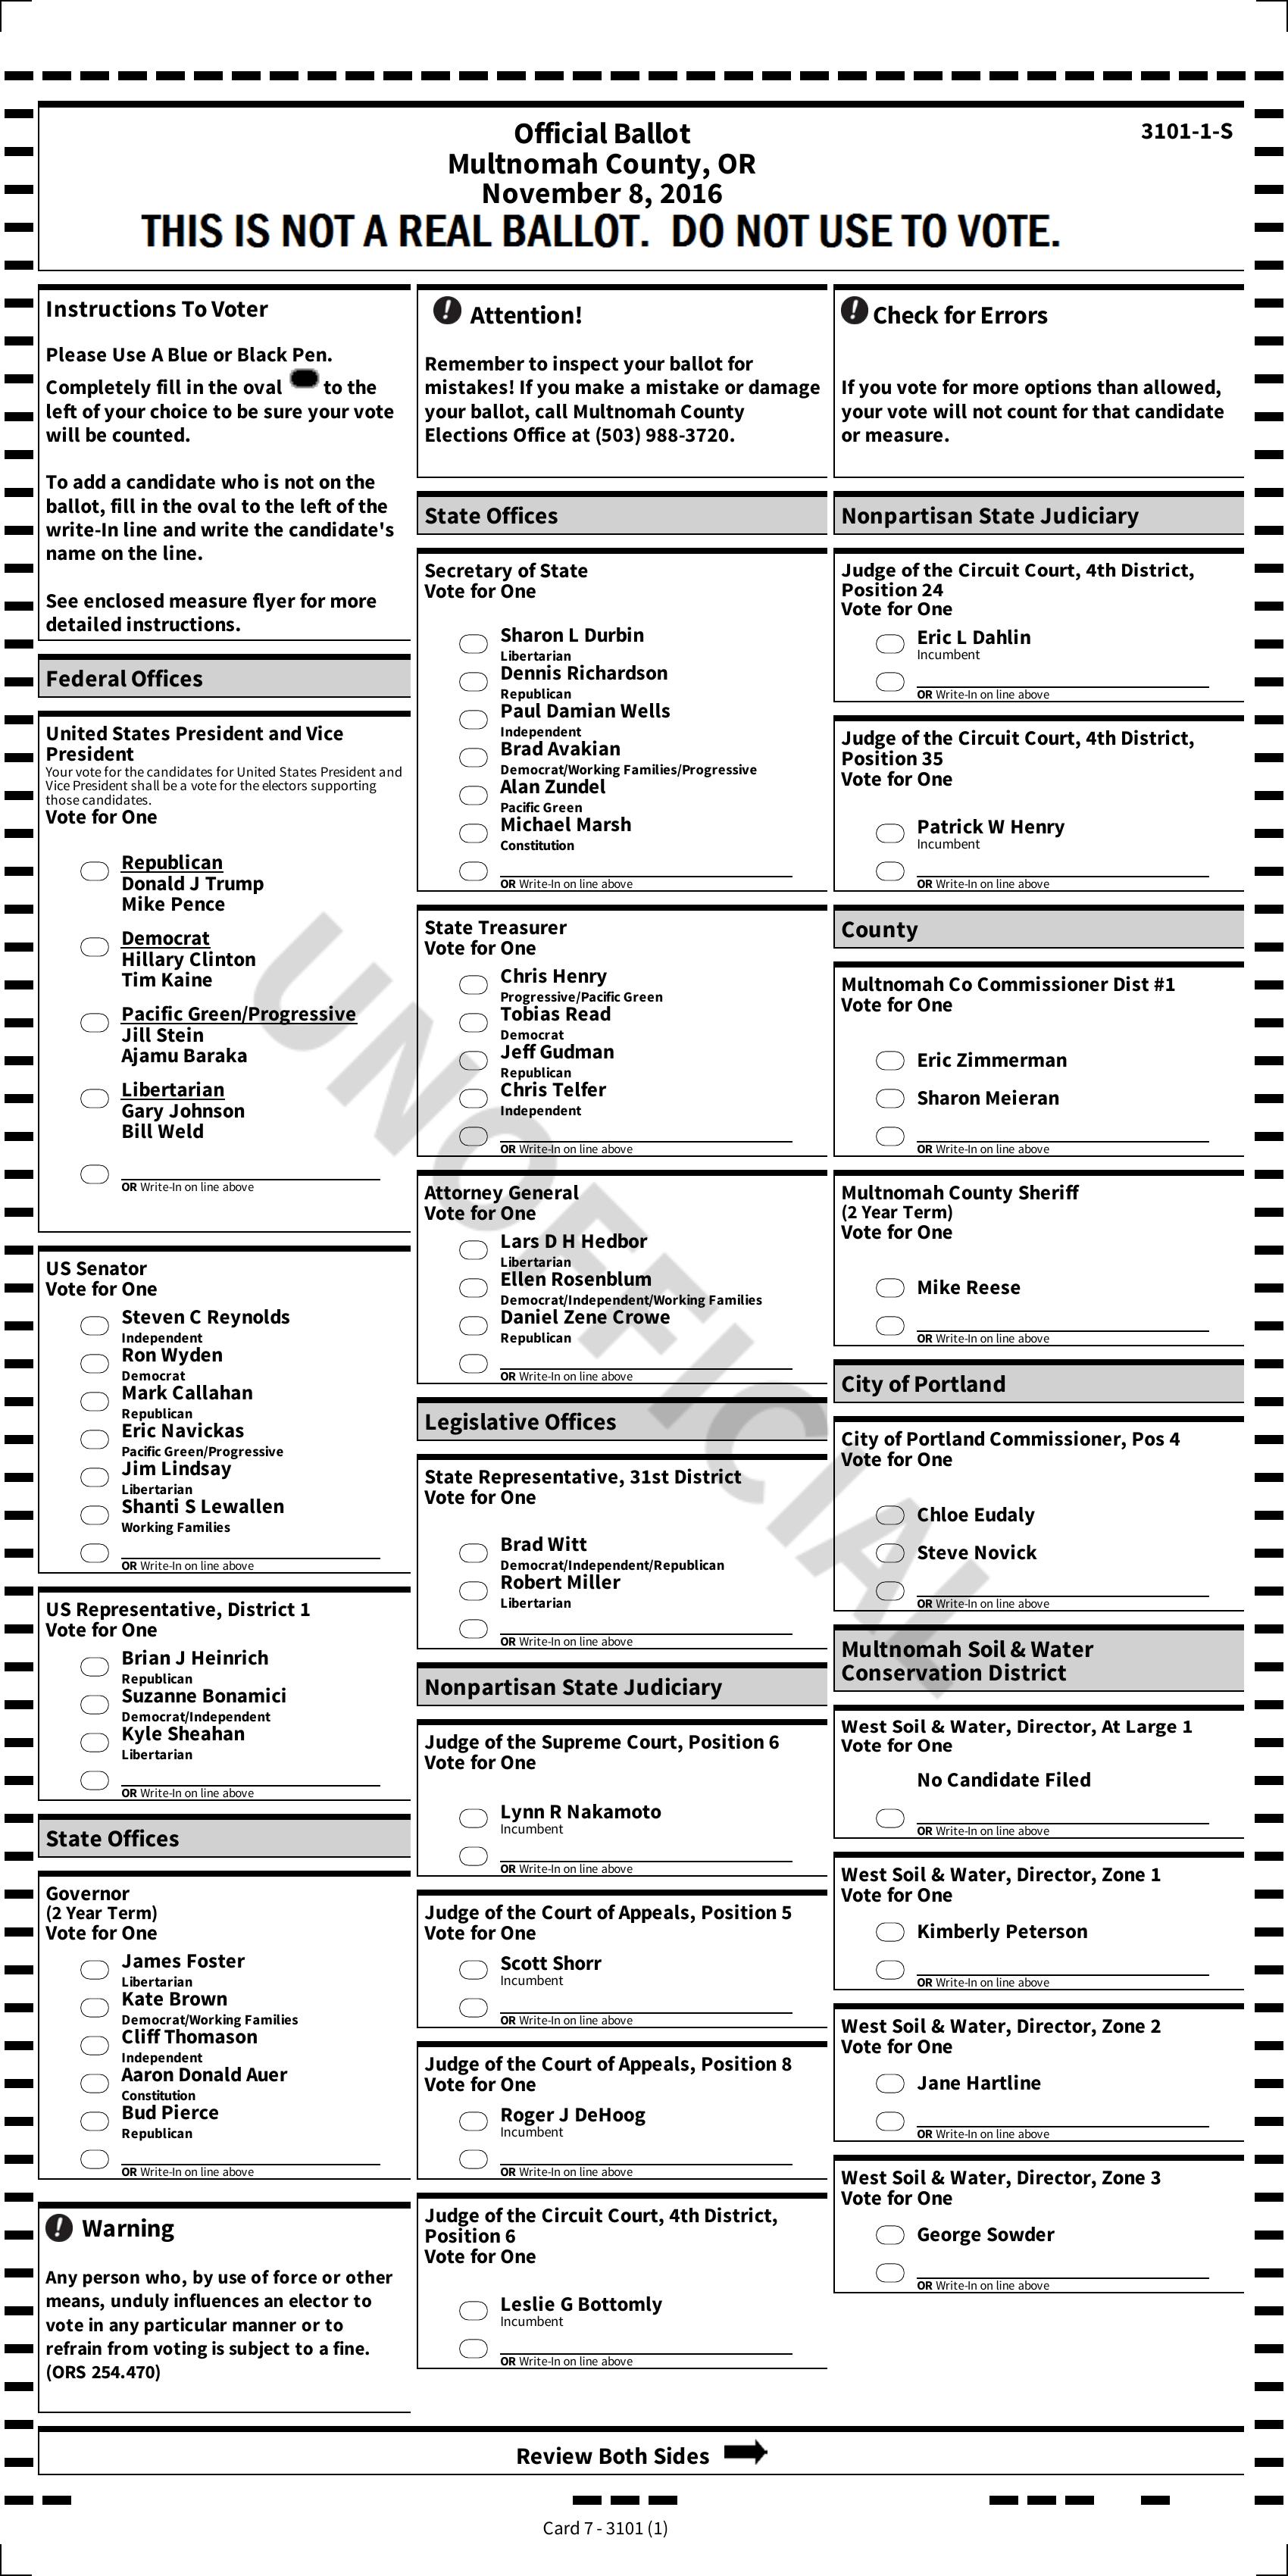 Official Ballot
Multnomah County, OR
November 8, 2016
THIS IS NOT A REAL BALLOT. DO NOT USE TO VOTE.
3101-1-S
Instructions To Voter
Please Use A Blue or Black Pen.
Completely fill in the oval to the
left of your choice to be sure your vote
will be counted.
To add a candidate who is not on the
ballot, fill in the oval to the left of the
write-In line and write the candidate's
name on the line.
See enclosed measure flyer for more
detailed instructions.
Federal Offices
United States President and Vice
President
Your vote for the candidates for United States President and
Vice President shall be a vote for the electors supporting
those candidates.
Vote for One
Republican
Donald J Trump
Mike Pence
Democrat
Hillary Clinton
Tim Kaine
Pacific Green/Progressive
Jill Stein
Ajamu Baraka
Libertarian
Gary Johnson
Bill Weld
OR Write-In on line above
US Senator
Vote for One
Steven C Reynolds
Independent
Ron Wyden
Democrat
Mark Callahan
Republican
Eric Navickas
Pacific Green/Progressive
Jim Lindsay
Libertarian
Shanti S Lewallen
Working Families
OR Write-In on line above
US Representative, District 1
Vote for One
Brian J Heinrich
Republican
Suzanne Bonamici
Democrat/Independent
Kyle Sheahan
Libertarian
OR Write-In on line above
State Offices
Governor
(2 Year Term)
Vote for One
James Foster
Libertarian
Kate Brown
Democrat/Working Families
Cliff Thomason
Independent
Aaron Donald Auer
Constitution
Bud Pierce
Republican
OR Write-In on line above
! Warning
Any person who, by use of force or other
means, unduly influences an elector to
vote in any particular manner or to
refrain from voting is subject to a fine.
(ORS 254.470)
! Attention!
Remember to inspect your ballot for
mistakes! If you make a mistake or damage
your ballot, call Multnomah County
Elections Office at (503) 988-3720.
State Offices
Secretary of State
Vote for One
Sharon L Durbin
Libertarian
Dennis Richardson
Republican
Paul Damian Wells
Independent
Brad Avakian
Democrat/Working Families/Progressive
Alan Zundel
Pacific Green
Michael Marsh
Constitution
OR Write-In on line above
State Treasurer
Vote for One
Chris Henry
Progressive/Pacific Green
Tobias Read
Democrat
Jeff Gudman
Republican
Chris Telfer
Independent
OR Write-In on line above
Attorney General
Vote for One
Lars D H Hedbor
Libertarian
Ellen Rosenblum
Democrat/Independent/Working Families
Daniel Zene Crowe
Republican
OR Write-In on line above
Legislative Offices
State Representative, 31st District
Vote for One
Brad Witt
Democrat/Independent/Republican
Robert Miller
Libertarian
OR Write-In on line above
Nonpartisan State Judiciary
Judge of the Supreme Court, Position 6
Vote for One
Lynn R Nakamoto
Incumbent
OR Write-In on line above
Judge of the Court of Appeals, Position 5
Vote for One
Scott Shorr
Incumbent
OR Write-In on line above
Judge of the Court of Appeals, Position 8
Vote for One
Roger J DeHoog
Incumbent
OR Write-In on line above
Judge of the Circuit Court, 4th District,
Position 6
Vote for One
Leslie G Bottomly
Incumbent
OR Write-In on line above
! Check for Errors
If you vote for more options than allowed,
your vote will not count for that candidate
or measure.
Nonpartisan State Judiciary
Judge of the Circuit Court, 4th District,
Position 24
Vote for One
Eric L Dahlin
Incumbent
OR Write-In on line above
Judge of the Circuit Court, 4th District,
Position 35
Vote for One
Patrick W Henry
Incumbent
OR Write-In on line above
County
Multnomah Co Commissioner Dist #1
Vote for One
Eric Zimmerman
Sharon Meieran
OR Write-In on line above
Multnomah County Sheriff
(2 Year Term)
Vote for One
Mike Reese
OR Write-In on line above
City of Portland
City of Portland Commissioner, Pos 4
Vote for One
Chloe Eudaly
Steve Novick
OR Write-In on line above
Multnomah Soil & Water
Conservation District
West Soil & Water, Director, At Large 1
Vote for One
No Candidate Filed
OR Write-In on line above
West Soil & Water, Director, Zone 1
Vote for One
Kimberly Peterson
OR Write-In on line above
West Soil & Water, Director, Zone 2
Vote for One
Jane Hartline
OR Write-In on line above
West Soil & Water, Director, Zone 3
Vote for One
George Sowder
OR Write-In on line above
UNOFFICIAL
Review Both Sides
Card 7 - 3101 (1)